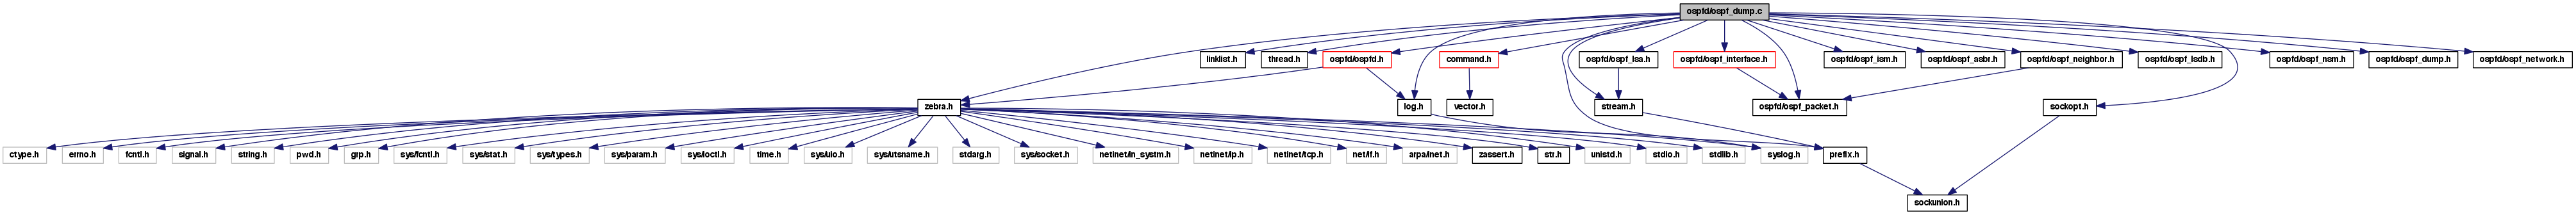 ospfd/ospf_dump.c
linklist.h
thread.h
ospfd/ospfd.h
command.h
ospfd/ospf_lsa.h
ospfd/ospf_interface.h
ospfd/ospf_ism.h
ospfd/ospf_asbr.h
ospfd/ospf_neighbor.h
ospfd/ospf_lsdb.h
ospfd/ospf_nsm.h
ospfd/ospf_dump.h
ospfd/ospf_network.h
zebra.h
log.h
vector.h
stream.h
ospfd/ospf_packet.h
sockopt.h
ctype.h
errno.h
fcntl.h
signal.h
string.h
pwd.h
grp.h
sys/fcntl.h
sys/stat.h
sys/types.h
sys/param.h
sys/ioctl.h
time.h
sys/uio.h
sys/utsname.h
stdarg.h
sys/socket.h
netinet/in_systm.h
netinet/ip.h
netinet/tcp.h
net/if.h
arpa/inet.h
zassert.h
str.h
unistd.h
stdio.h
stdlib.h
syslog.h
prefix.h
sockunion.h